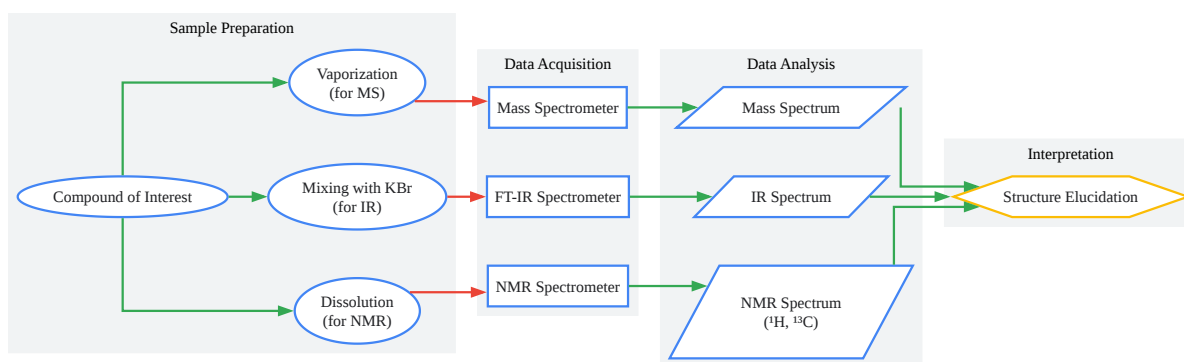 Sample Preparation
Vaporization
(for MS)
Compound of Interest
Mixing with KBr
(for IR)
Dissolution
(for NMR)
Data Acquisition
Mass Spectrometer
FT-IR Spectrometer
NMR Spectrometer
Data Analysis
Mass Spectrum
IR Spectrum
NMR Spectrum
(¹H, ¹³C)
Interpretation
Structure Elucidation